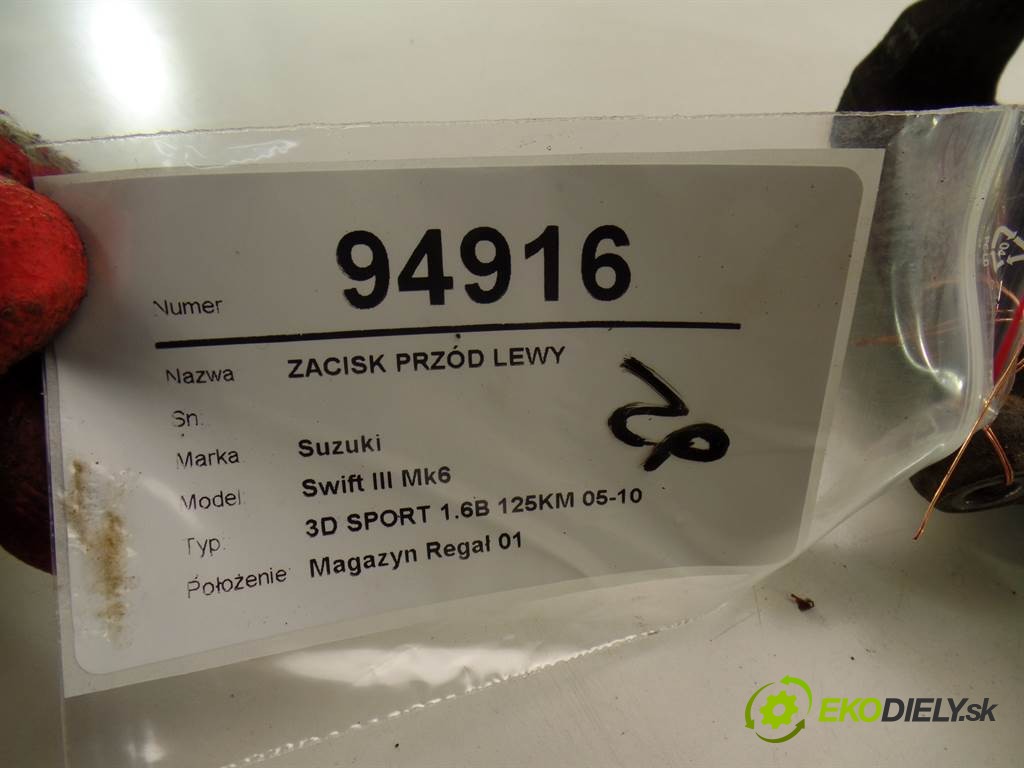 Numer 94916
Nazwa ZACISK PRZÓD LEWY
Sn:
Marka Suzuki
Model: Swift III Mk6
Typ: 3D SPORT 1.6B 125KM 05-10
Położenie: Magazyn Regał 01
04
EKODIELY.sk